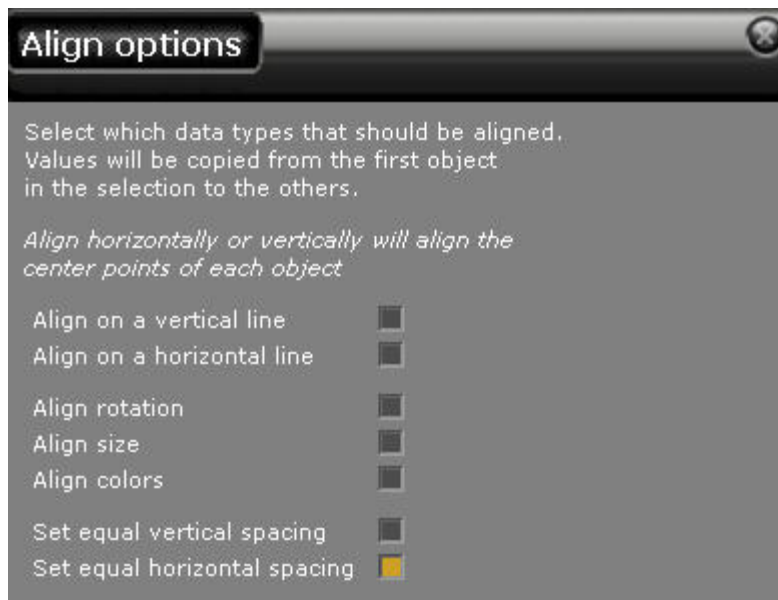 Align options
Select which data types that should be aligned.
Values will be copied from the first object
in the selection to the others.
Align horizontally or vertically will align the
center points of each object
Align on a vertical line
Align on a horizontal line
Align rotation
Align size
Align colors
Set equal vertical spacing
Set equal horizontal spacing